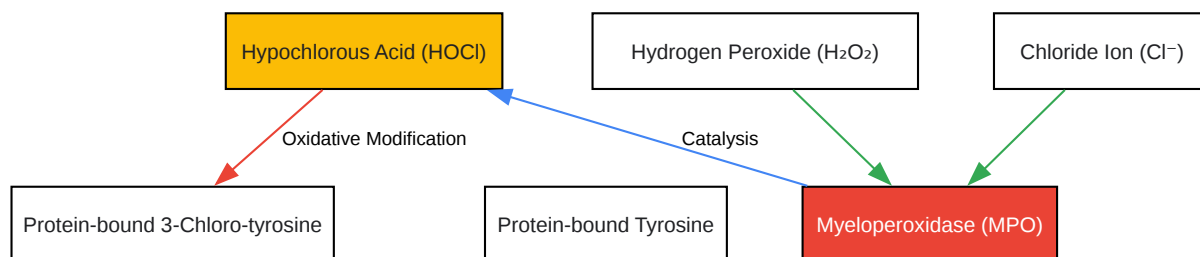 Hypochlorous Acid (HOCl)
Hydrogen Peroxide (H₂O₂)
Chloride Ion (Cl⁻)
Oxidative Modification
Catalysis
Protein-bound 3-Chloro-tyrosine
Protein-bound Tyrosine
Myeloperoxidase (MPO)